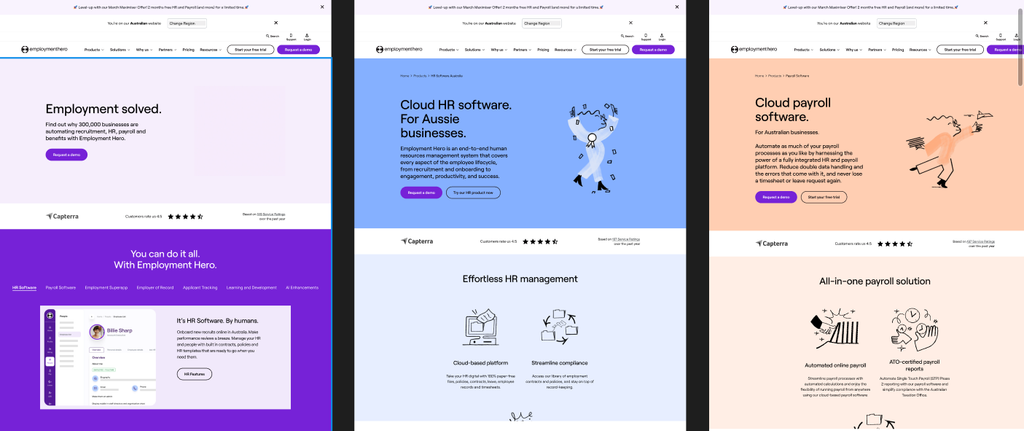 Level-up with our March Maximiser Offer! 2 months free HR and Payroll (and more) for a limited time.
You're on our Australian website
Change Region
Search
Support
Login
employmenthero
Products
Solutions
Why us
Partners
Pricing
Resources
Start your free trial
Request a demo
Employment solved.
Find out why 300,000 businesses are
automating recruitment, HR, payroll and
benefits with Employment Hero.
Request a demo
Capterra
Customers rate us 4.5
Based on 157 Service Ratings
over the past year
You can do it all.
With Employment Hero.
HR Software
Payroll Software
Employment Superapp
Employer of Record
Applicant Tracking
Learning and Development
AI Enhancements
Billie Sharp
Overview
It's HR Software. By humans.
Onboard new recruits online in Australia. Make
performance reviews a breeze. Manage your HR
and people with built in contracts, policies and
HR templates that are ready to go when you
need them.
HR Features
Level-up with our March Maximiser Offer! 2 months free HR and Payroll (and more) for a limited time.
You're on our Australian website
Change Region
Search
Support
Login
employmenthero
Products
Solutions
Why us
Partners
Pricing
Resources
Start your free trial
Request a demo
Home > Products > HR Software Australia
Cloud HR software.
For Aussie
businesses.
Employment Hero is an end-to-end human
resources management system that covers
every aspect of the employee lifecycle,
from recruitment and onboarding to
engagement, productivity, and success.
Request a demo
Try our HR product now
Capterra
Customers rate us 4.5
Based on 157 Service Ratings
over the past year
Effortless HR management
Cloud-based platform
Take your HR digital with 100% paper-free
files, policies, contracts, leave, employee
records and timesheets.
Streamline compliance
Access our library of employment
contracts and policies, and stay on top of
record-keeping.
Level-up with our March Maximiser Offer! 2 months free HR and Payroll (and more) for a limited time.
You're on our Australian website
Change Region
Search
Support
Login
employmenthero
Products
Solutions
Why us
Partners
Pricing
Resources
Start your free trial
Request a demo
Home > Products > Payroll Software
Cloud payroll
software.
For Australian businesses.
Automate as much of your payroll
processes as you like by harnessing the
power of a fully integrated HR and payroll
platform. Reduce double data handling and
the errors that come with it, and never lose
a timesheet or leave request again.
Request a demo
Start your free trial
Capterra
Customers rate us 4.5
Based on 157 Service Ratings
over the past year
All-in-one payroll solution
Automated online payroll
Streamline payroll processes with
automated calculations and enjoy the
flexibility of running payroll from anywhere
using our cloud-based payroll software.
ATO-certified payroll
reports
Automate Single Touch Payroll (STP) Phase
2 reporting with our payroll software and
simplify compliance with the Australian
Taxation Office.